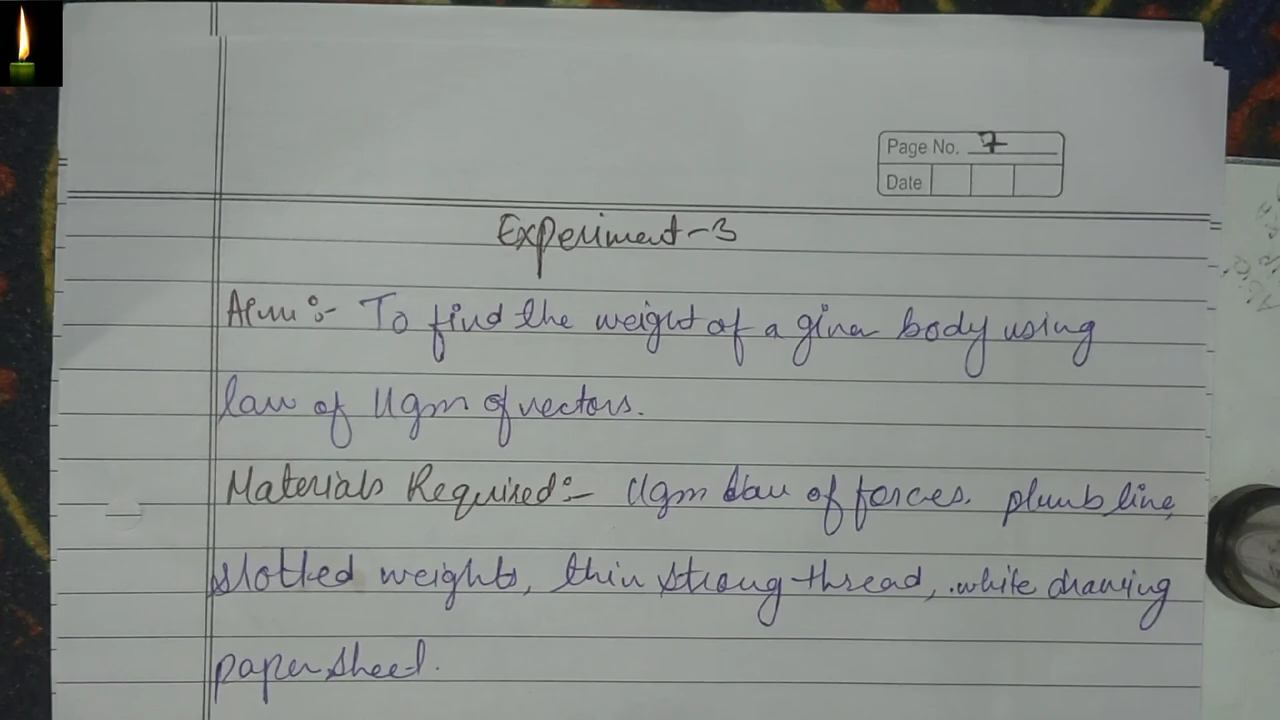 Page No. 7
Date
Experiment-3
Aim :- To find the weight of a given body using
law of llgm of vectors.
Materials Required :- llgm law of forces. plumb line,
slotted weights, thin strong thread, white drawing
paper sheet.